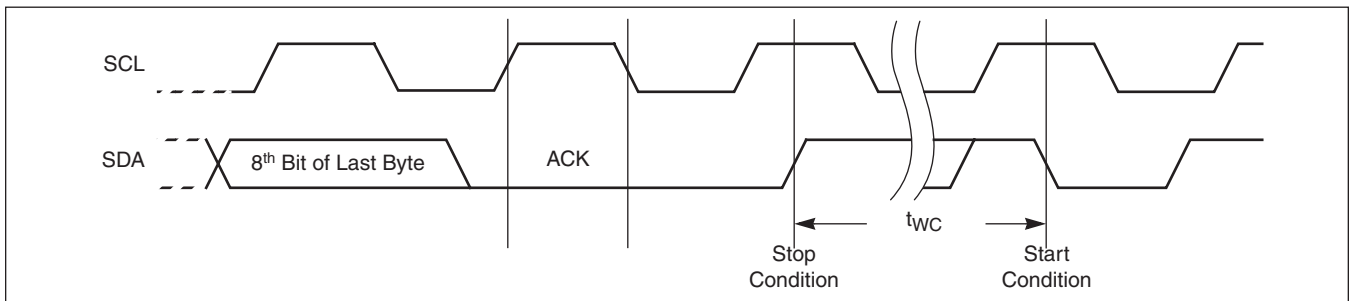 SCL
SDA
8th Bit of Last Byte
ACK
tWC
Stop
Condition
Start
Condition